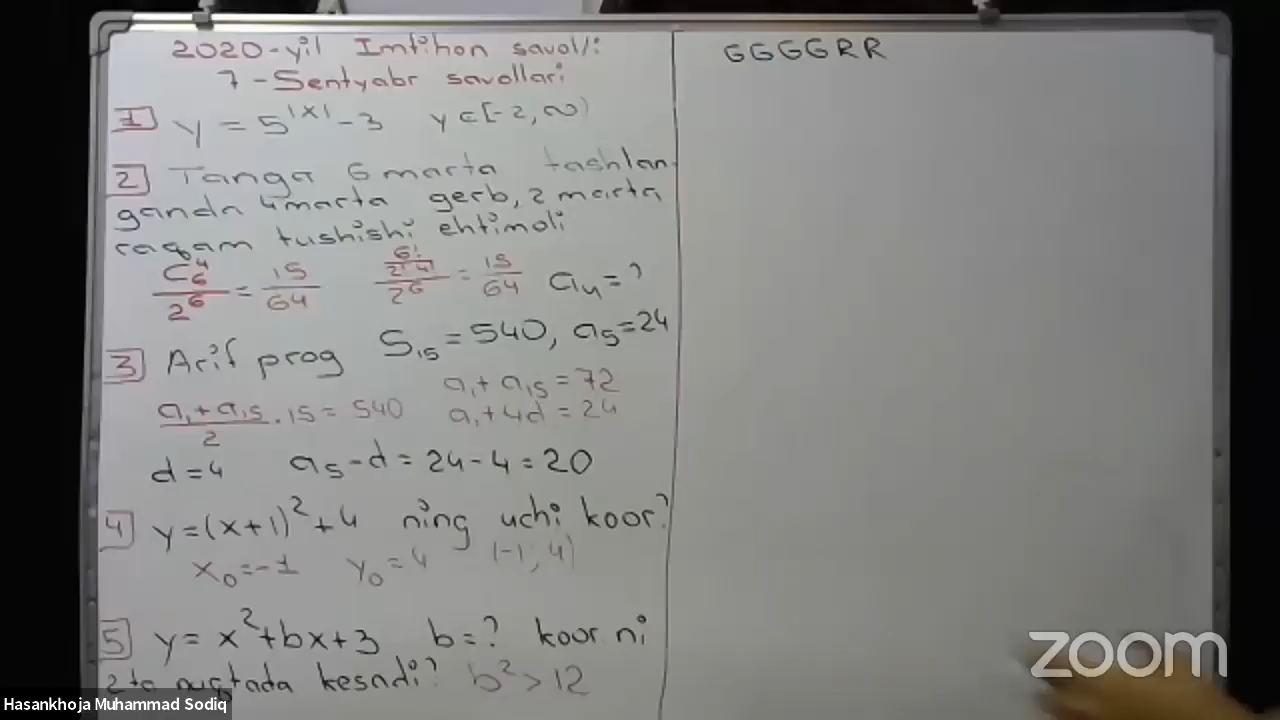 2020-yil Imtihon savol/:
7-Sentyabr savollari
1 y = 5^|x| - 3 y ∈ [-2, ∞)
2 Tanga 6 marta tashlan-
ganda 4 marta gerb, 2 marta
raqam tushishi ehtimoli
C₆⁴/2⁶ = 15/64 (6!/(2!·4!))/2⁶ = 15/64 a₄ = ?
3 Arif prog S₁₅ = 540, a₅ = 24
a₁ + a₁₅ = 72
(a₁ + a₁₅)/2 · 15 = 540 a₁ + 4d = 24
d = 4 a₅ - d = 24 - 4 = 20
4 y = (x+1)² + 4 ning uchi koor?
x₀ = -1 y₀ = 4 (-1; 4)
5 y = x² + bx + 3 b = ? koor ni
2 ta nuqtada kesadi? b² > 12
GGGGRR
zoom
Hasankhoja Muhammad Sodiq